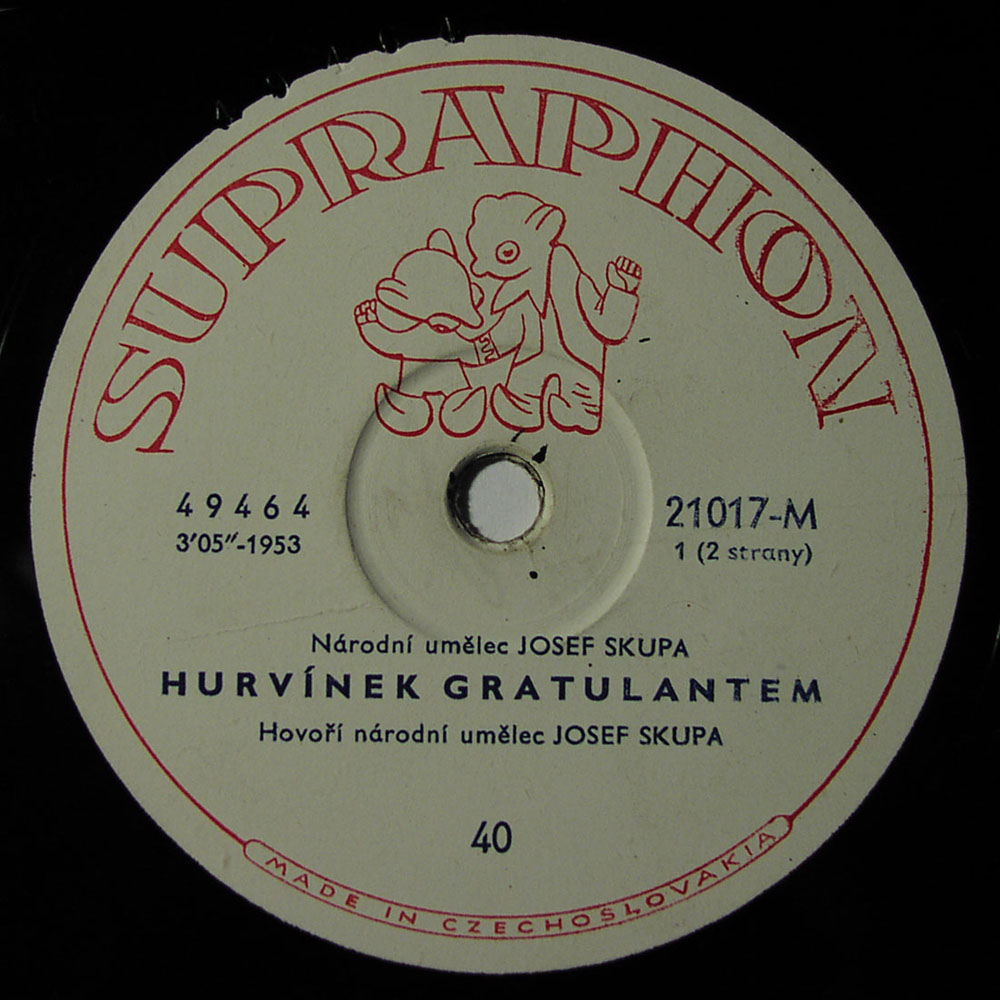 SUPRAPHON
49464
3′05″-1953
21017-M
1 (2 strany)
Národní umělec JOSEF SKUPA
HURVÍNEK GRATULANTEM
Hovoří národní umělec JOSEF SKUPA
40
MADE IN CZECHOSLOVAKIA